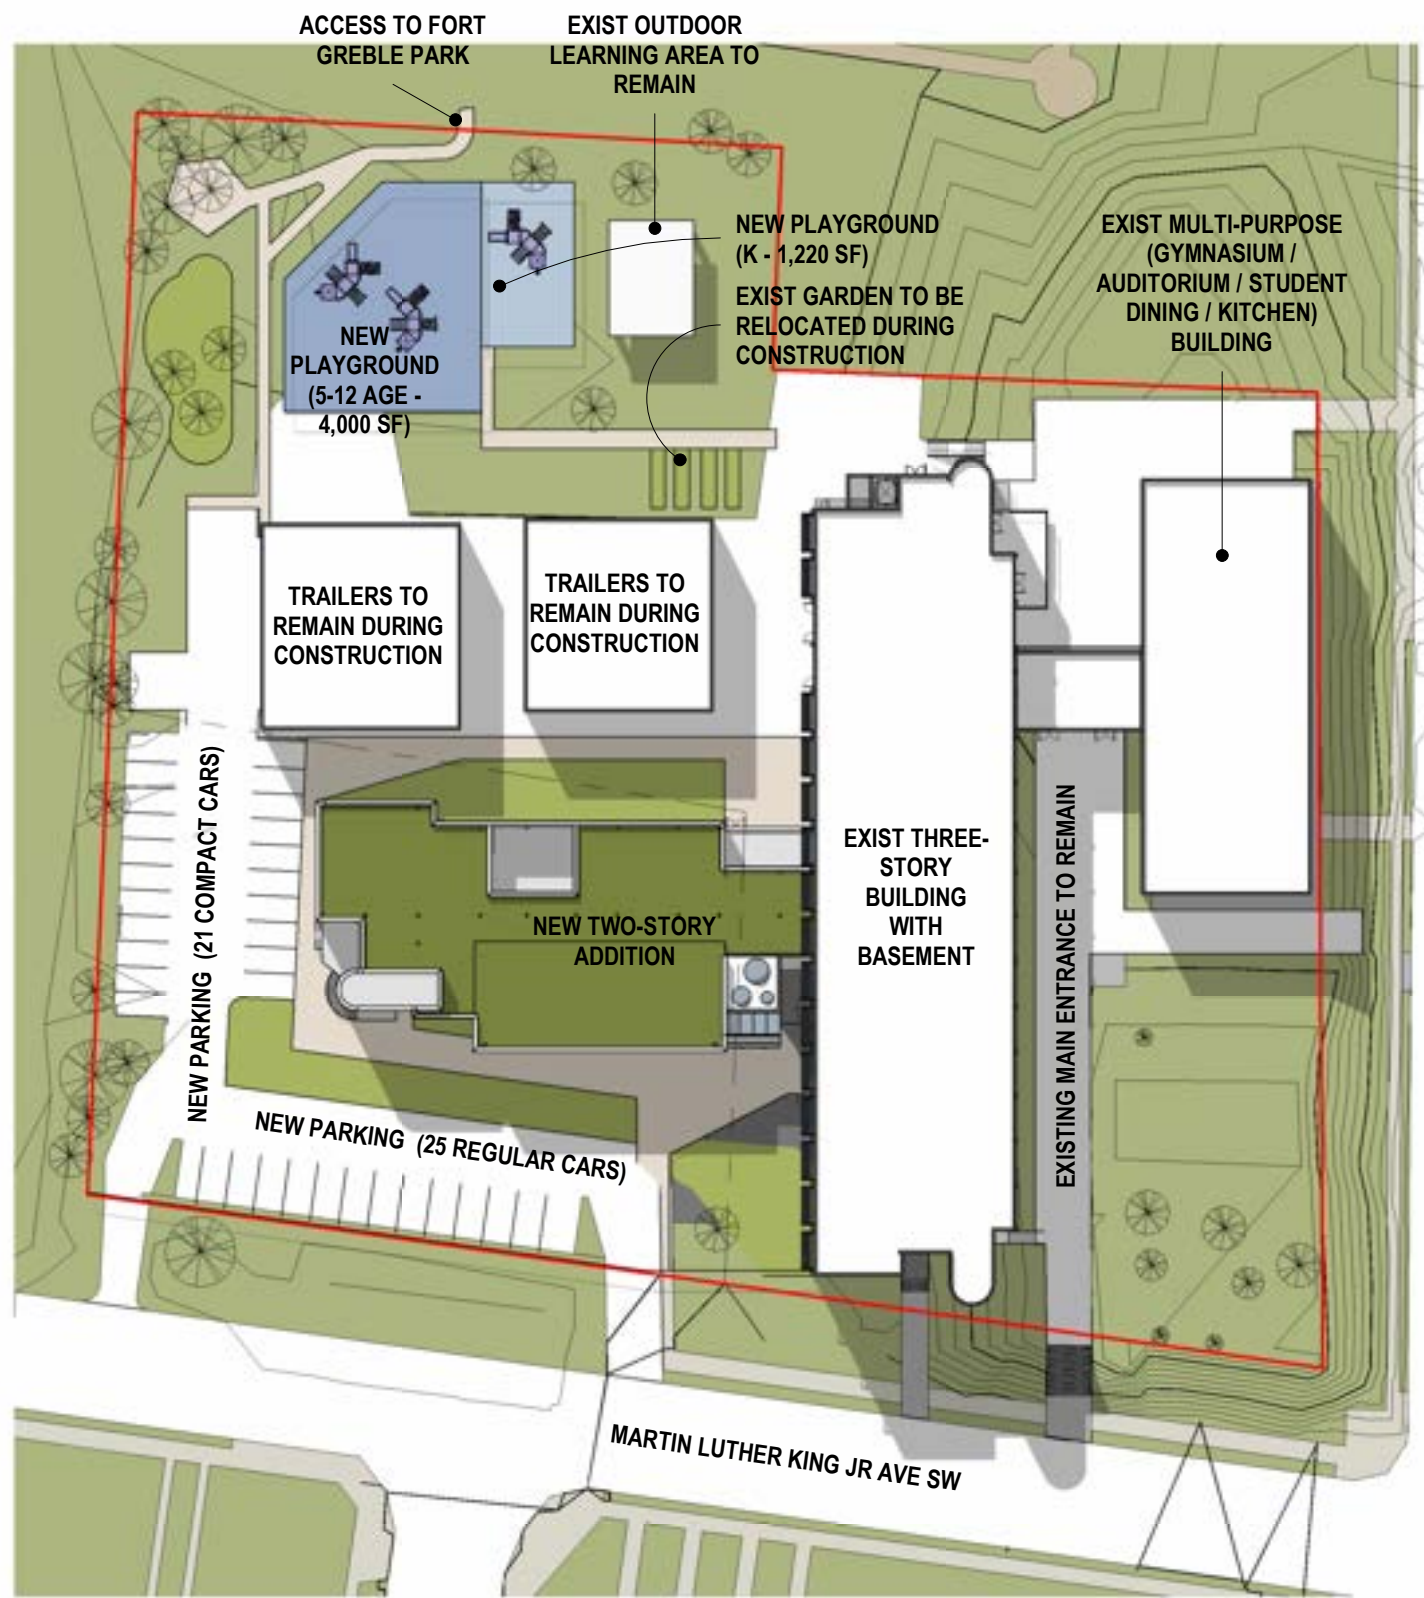 ACCESS TO FORT
GREBLE PARK
EXIST OUTDOOR
LEARNING AREA TO
REMAIN
NEW PLAYGROUND
(K - 1,220 SF)
EXIST GARDEN TO BE
RELOCATED DURING
CONSTRUCTION
EXIST MULTI-PURPOSE
(GYMNASIUM /
AUDITORIUM / STUDENT
DINING / KITCHEN)
BUILDING
NEW
PLAYGROUND
(5-12 AGE -
4,000 SF)
TRAILERS TO
REMAIN DURING
CONSTRUCTION
TRAILERS TO
REMAIN DURING
CONSTRUCTION
NEW PARKING (21 COMPACT CARS)
NEW TWO-STORY
ADDITION
EXIST THREE-
STORY
BUILDING
WITH
BASEMENT
EXISTING MAIN ENTRANCE TO REMAIN
NEW PARKING (25 REGULAR CARS)
MARTIN LUTHER KING JR AVE SW